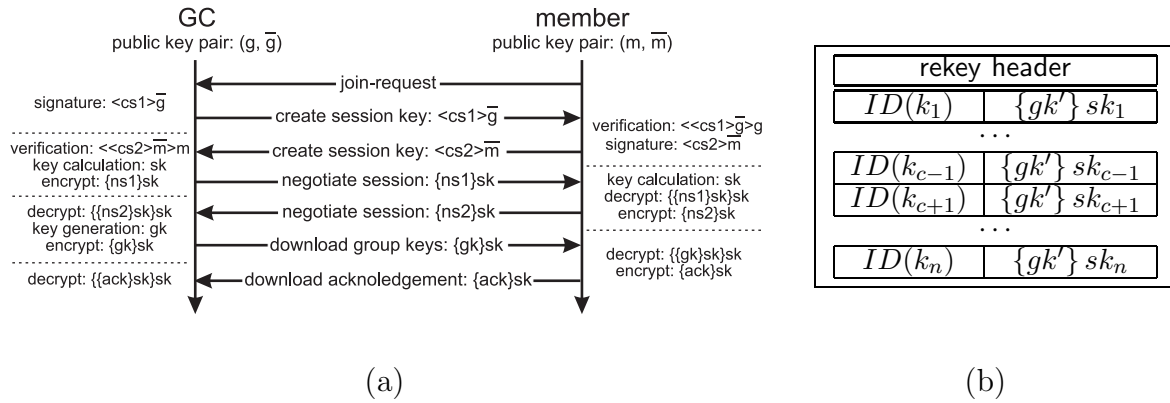 GC
public key pair: (g, g̅)
member
public key pair: (m, m̅)
join-request
signature: <cs1>g̅
create session key: <cs1>g̅
verification: <<cs1>g̅>g
signature: <cs2>m̅
verification: <<cs2>m̅>m
key calculation: sk
encrypt: {ns1}sk
create session key: <cs2>m̅
negotiate session: {ns1}sk
key calculation: sk
decrypt: {{ns1}sk}sk
encrypt: {ns2}sk
decrypt: {{ns2}sk}sk
key generation: gk
encrypt: {gk}sk
negotiate session: {ns2}sk
download group keys: {gk}sk
decrypt: {{gk}sk}sk
encrypt: {ack}sk
decrypt: {{ack}sk}sk
download acknoledgement: {ack}sk
(a)
rekey header
ID(k₁) {gk′} sk₁
...
ID(k_{c−1}) {gk′} sk_{c−1}
ID(k_{c+1}) {gk′} sk_{c+1}
...
ID(kₙ) {gk′} skₙ
(b)